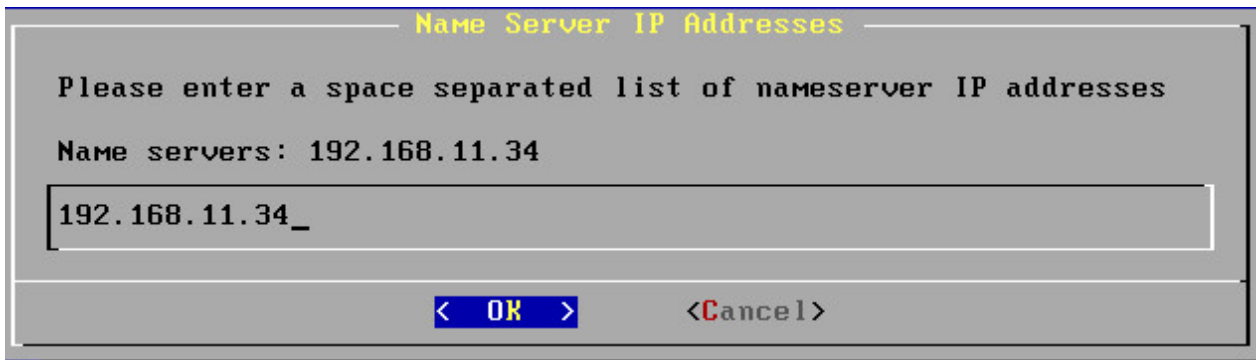 Name Server IP Addresses
Please enter a space separated list of nameserver IP addresses
Name servers: 192.168.11.34
192.168.11.34_
< OK > <Cancel>